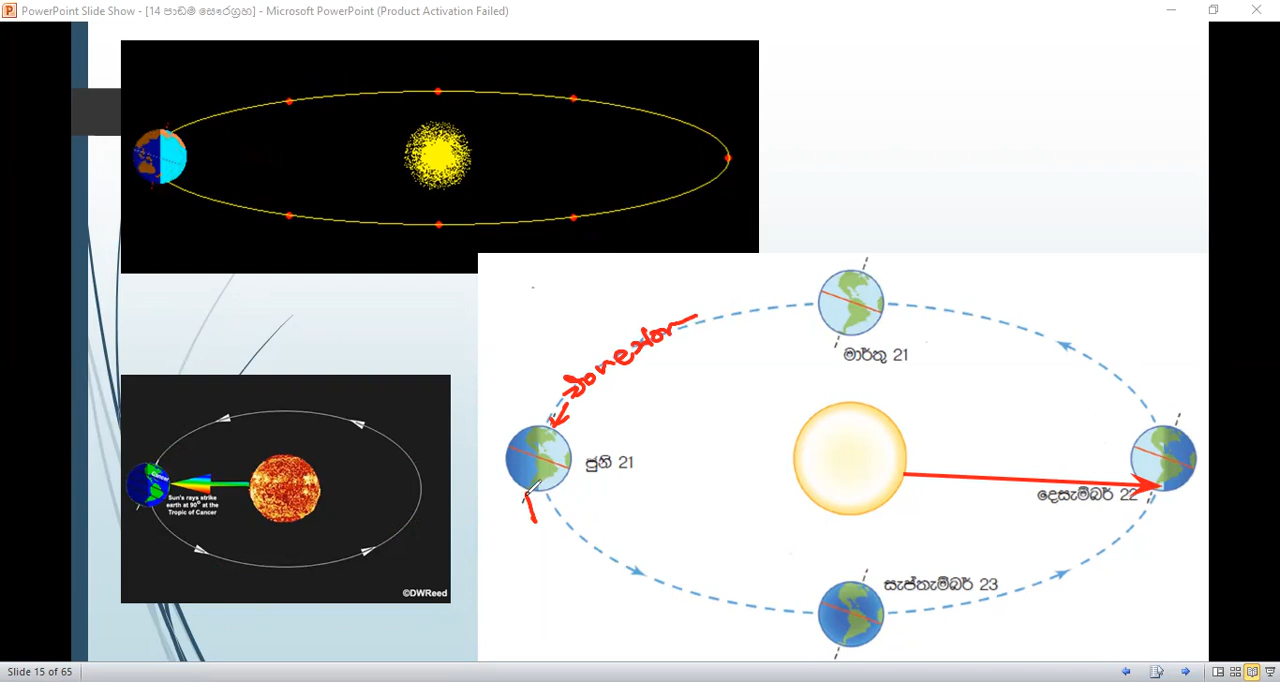 PowerPoint Slide Show - [14 පාඩම සෞරග්‍රහ] - Microsoft PowerPoint (Product Activation Failed)
මාර්තු 21
ජුනි 21
දෙසැම්බර් 22
Cancer
Sun's rays strike
earth at 90° at the
Tropic of Cancer
සැප්තැම්බර් 23
©DWReed
Slide 15 of 65